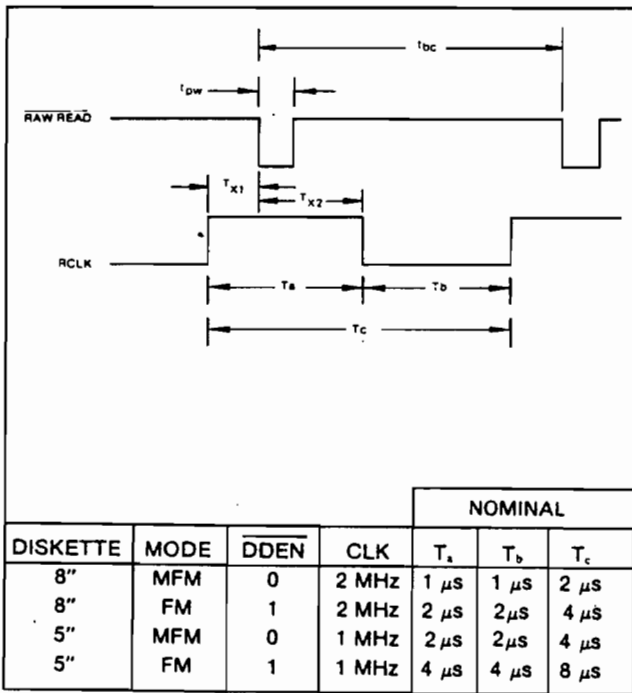 tbc
tpw
RAW READ
TX1
TX2
RCLK
Ta
Tb
Tc
NOMINAL
DISKETTE MODE DDEN CLK Ta Tb Tc
8" MFM 0 2 MHz 1 µs 1 µs 2 µs
8" FM 1 2 MHz 2 µs 2µs 4 µs
5" MFM 0 1 MHz 2µs 2µs 4 µs
5" FM 1 1 MHz 4 µs 4 µs 8 µs